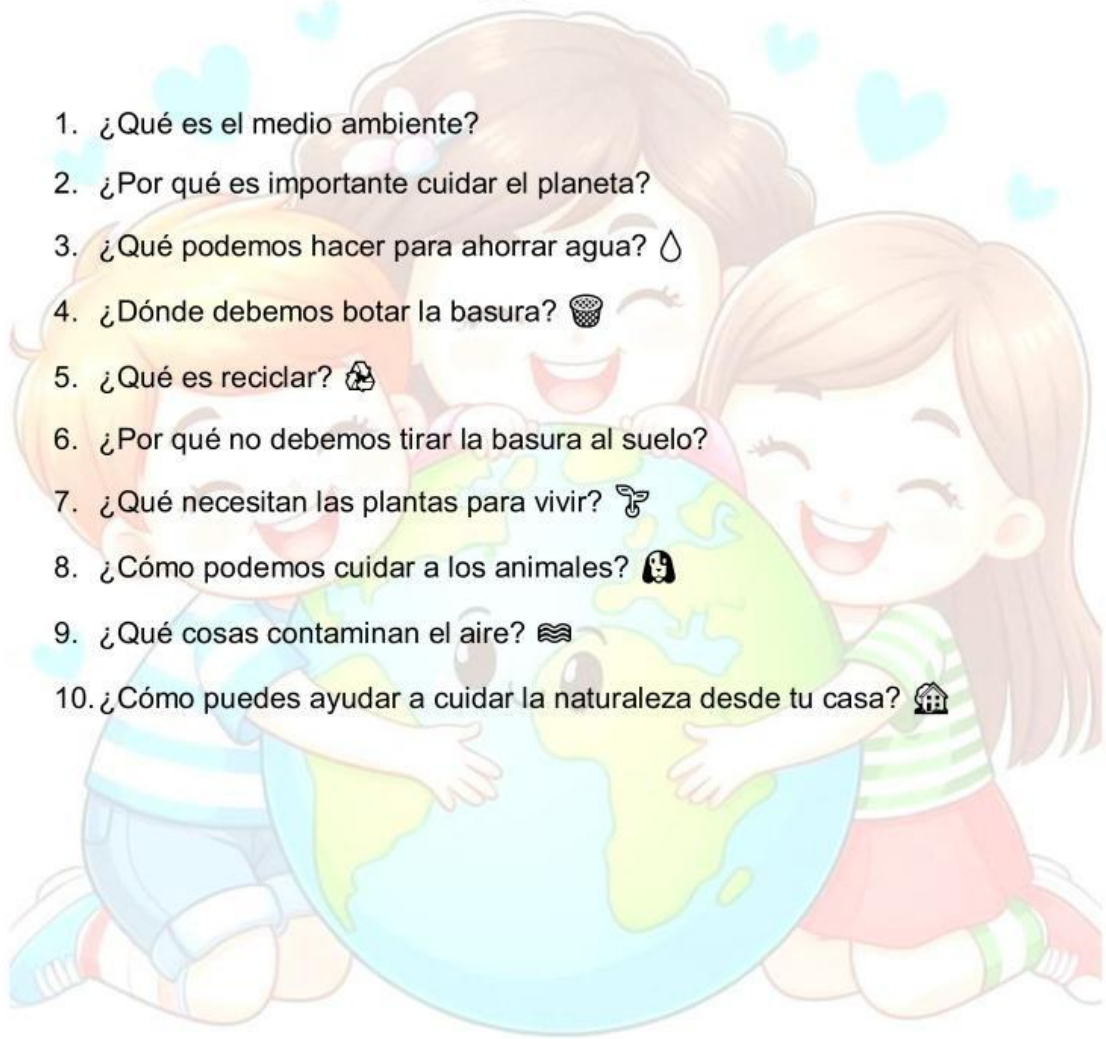 1. ¿Qué es el medio ambiente?
2. ¿Por qué es importante cuidar el planeta?
3. ¿Qué podemos hacer para ahorrar agua? 💧
4. ¿Dónde debemos botar la basura? 🗑
5. ¿Qué es reciclar? ♻
6. ¿Por qué no debemos tirar la basura al suelo?
7. ¿Qué necesitan las plantas para vivir? 🌱
8. ¿Cómo podemos cuidar a los animales? 🐶
9. ¿Qué cosas contaminan el aire? 🌫
10. ¿Cómo puedes ayudar a cuidar la naturaleza desde tu casa? 🏡